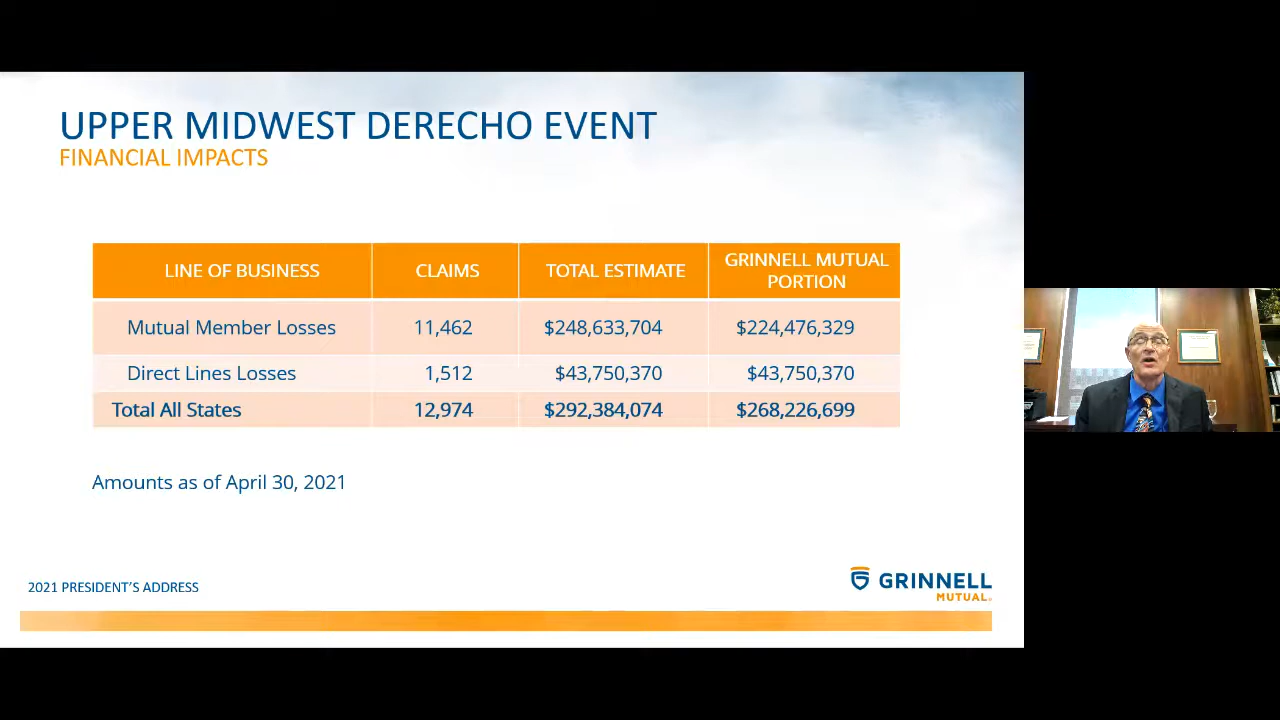 UPPER MIDWEST DERECHO EVENT
FINANCIAL IMPACTS
LINE OF BUSINESS CLAIMS TOTAL ESTIMATE GRINNELL MUTUAL PORTION
Mutual Member Losses 11,462 $248,633,704 $224,476,329
Direct Lines Losses 1,512 $43,750,370 $43,750,370
Total All States 12,974 $292,384,074 $268,226,699
Amounts as of April 30, 2021
2021 PRESIDENT'S ADDRESS
GRINNELL
MUTUAL®